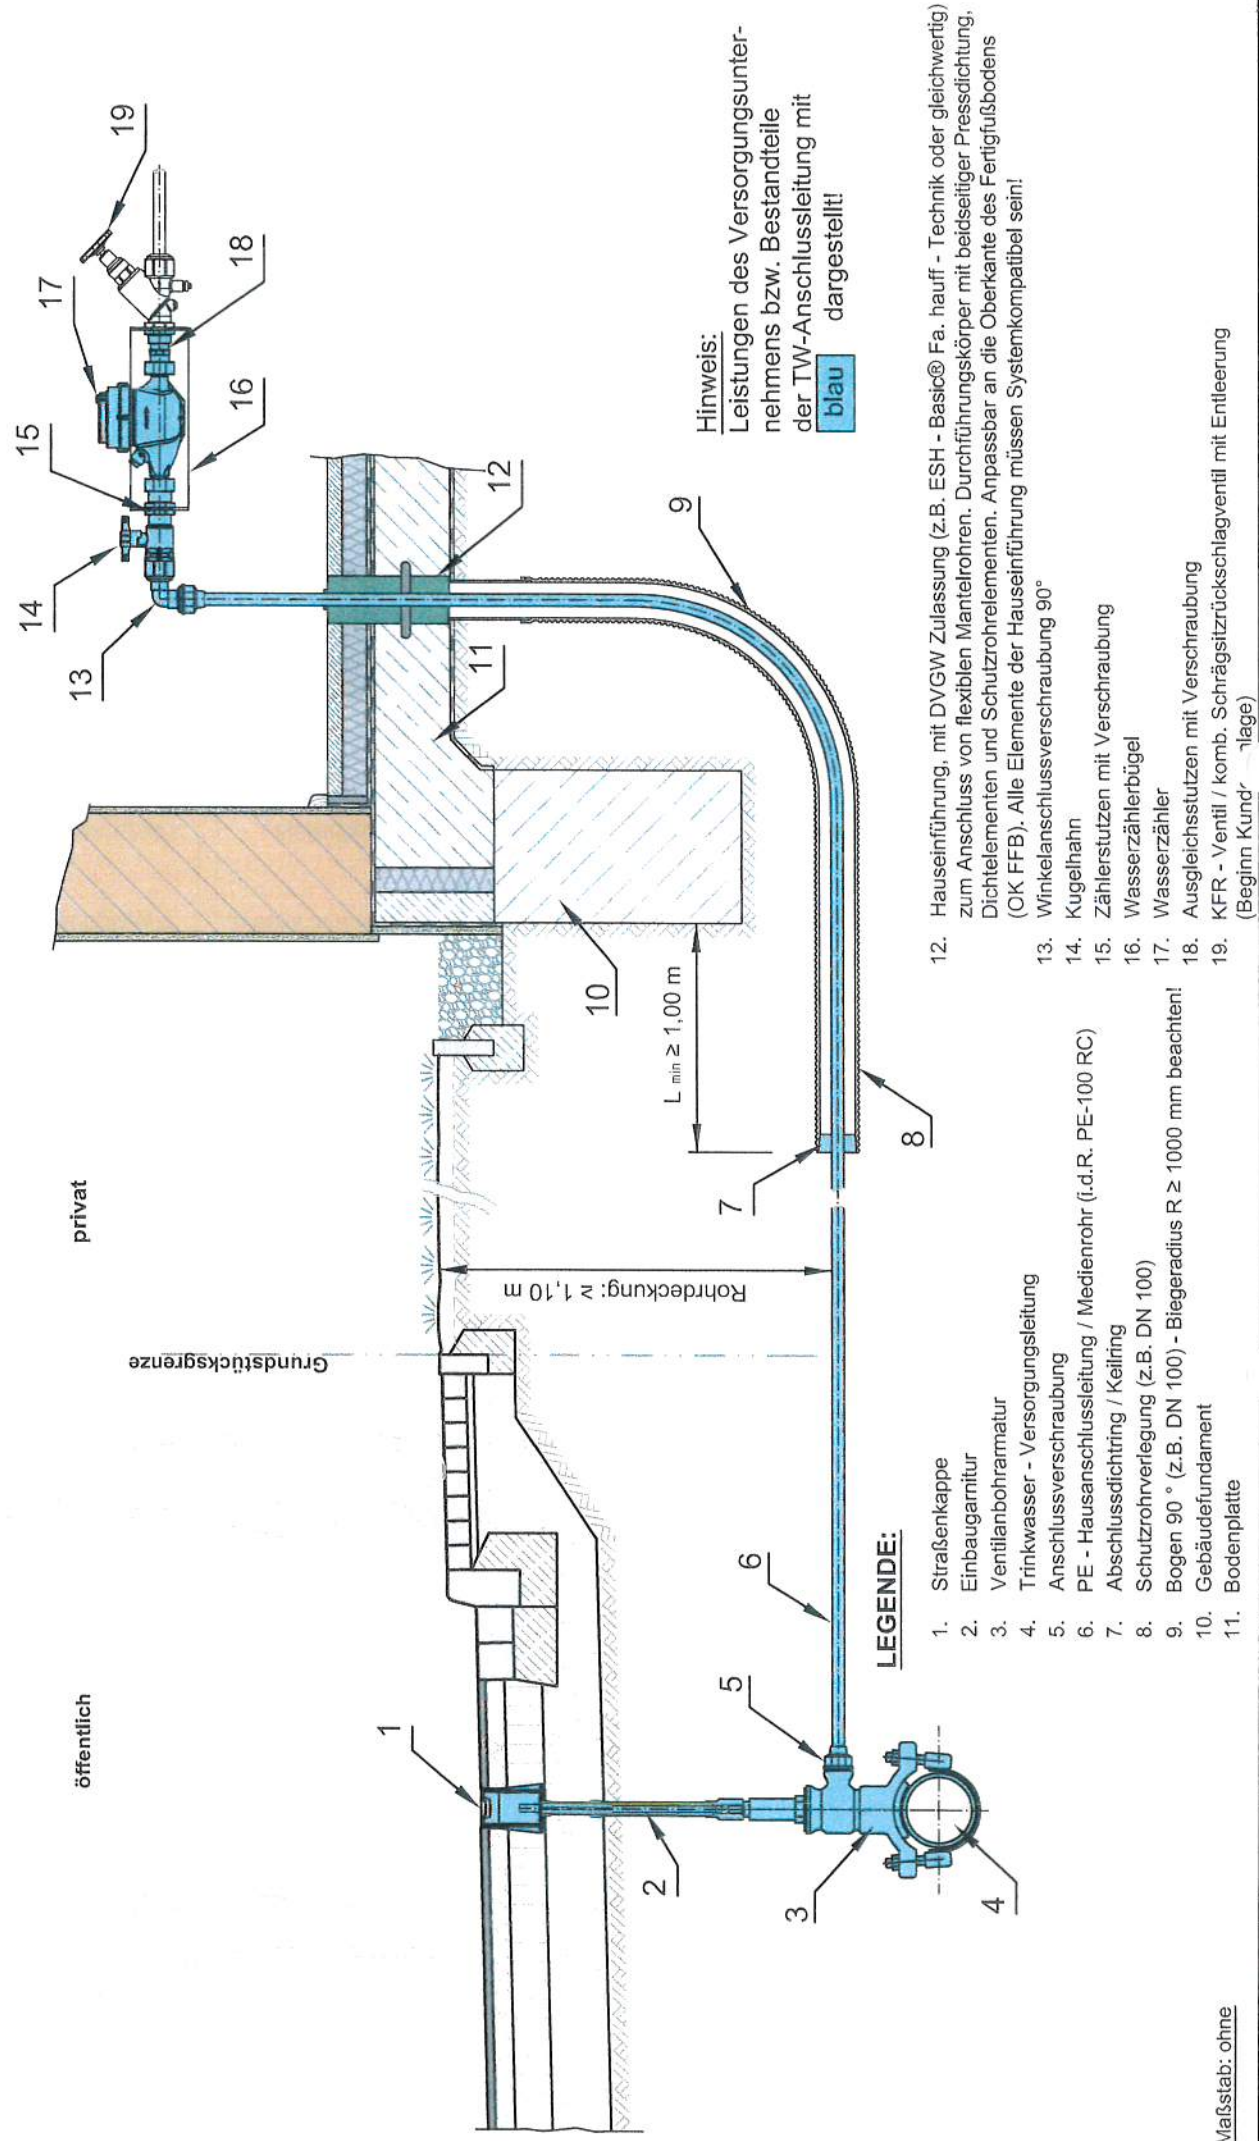 öffentlich
privat
Grundstücksgrenze
1
2
3
4
5
6
7
8
9
10
11
12
13
14
15
16
17
18
19
Rohrdeckung: ≥ 1,10 m
L min ≥ 1,00 m
Hinweis:
Leistungen des Versorgungsunter-
nehmens bzw. Bestandteile
der TW-Anschlussleitung mit
blau dargestellt!
LEGENDE:
1. Straßenkappe
2. Einbaugarnitur
3. Ventilanbohrarmatur
4. Trinkwasser - Versorgungsleitung
5. Anschlussverschraubung
6. PE - Hausanschlussleitung / Medienrohr (i.d.R. PE-100 RC)
7. Abschlussdichtring / Keilring
8. Schutzrohrverlegung (z.B. DN 100)
9. Bogen 90 ° (z.B. DN 100) - Biegeradius R ≥ 1000 mm beachten!
10. Gebäudefundament
11. Bodenplatte
12. Hauseinführung, mit DVGW Zulassung (z.B. ESH - Basic® Fa. hauff - Technik oder gleichwertig)
zum Anschluss von flexiblen Mantelrohren. Durchführungskörper mit beidseitiger Pressdichtung,
Dichtelementen und Schutzrohrelementen. Anpassbar an die Oberkante des Fertigfußbodens
(OK FFB). Alle Elemente der Hauseinführung müssen Systemkompatibel sein!
13. Winkelanschlussverschraubung 90°
14. Kugelhahn
15. Zählerstutzen mit Verschraubung
16. Wasserzählerbügel
17. Wasserzähler
18. Ausgleichsstutzen mit Verschraubung
19. KFR - Ventil / komb. Schrägsitzrückschlagventil mit Entleerung
(Beginn
Maßstab: ohne